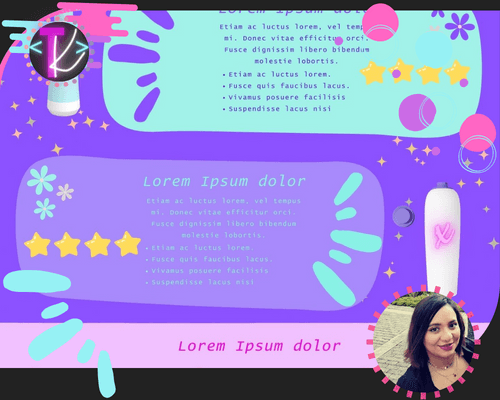 Lorem Ipsum dolor
Etiam ac luctus lorem, vel tempus
mi. Donec vitae efficitur orci.
Fusce dignissim libero bibendum
molestie lobortis.
Etiam ac luctus lorem.
Fusce quis faucibus lacus.
Vivamus posuere facilisis
Suspendisse lacus nisi
Lorem Ipsum dolor
Etiam ac luctus lorem, vel tempus
mi. Donec vitae efficitur orci.
Fusce dignissim libero bibendum
molestie lobortis.
Etiam ac luctus lorem.
Fusce quis faucibus lacus.
Vivamus posuere facilisis
Suspendisse lacus nisi
Lorem Ipsum dolor